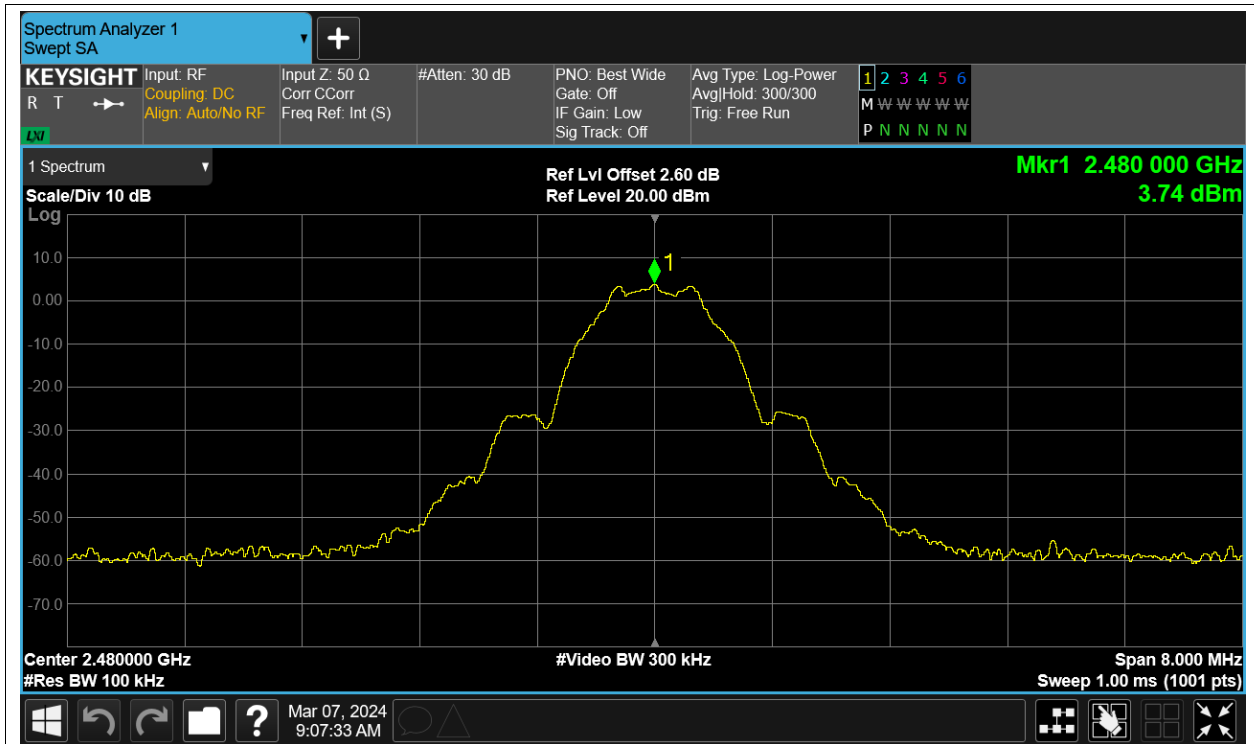 Spectrum Analyzer 1
Swept SA
+
KEYSIGHT
R T
LXI
Input: RF
Coupling: DC
Align: Auto/No RF
Input Z: 50 Ω
Corr CCorr
Freq Ref: Int (S)
#Atten: 30 dB
PNO: Best Wide
Gate: Off
IF Gain: Low
Sig Track: Off
Avg Type: Log-Power
Avg|Hold: 300/300
Trig: Free Run
1 2 3 4 5 6
M W W W W W
P N N N N N
1 Spectrum
Scale/Div 10 dB
Log
Ref Lvl Offset 2.60 dB
Ref Level 20.00 dBm
Mkr1 2.480 000 GHz
3.74 dBm
1
10.0
0.00
-10.0
-20.0
-30.0
-40.0
-50.0
-60.0
-70.0
Center 2.480000 GHz
#Res BW 100 kHz
#Video BW 300 kHz
Span 8.000 MHz
Sweep 1.00 ms (1001 pts)
?
Mar 07, 2024
9:07:33 AM